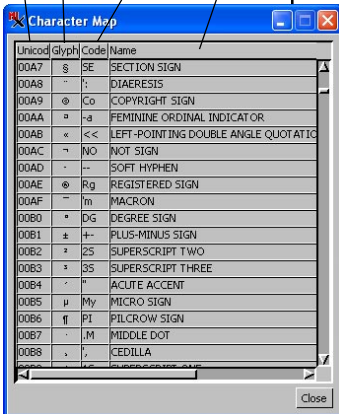 Character Map
Unicod Glyph Code Name
00A7 § SE SECTION SIGN
00A8 ¨ ': DIAERESIS
00A9 © Co COPYRIGHT SIGN
00AA ª -a FEMININE ORDINAL INDICATOR
00AB « << LEFT-POINTING DOUBLE ANGLE QUOTATIO
00AC ¬ NO NOT SIGN
00AD - -- SOFT HYPHEN
00AE ® Rg REGISTERED SIGN
00AF ¯ 'm MACRON
00B0 ° DG DEGREE SIGN
00B1 ± +- PLUS-MINUS SIGN
00B2 ² 2S SUPERSCRIPT TWO
00B3 ³ 3S SUPERSCRIPT THREE
00B4 ´ '' ACUTE ACCENT
00B5 µ My MICRO SIGN
00B6 ¶ PI PILCROW SIGN
00B7 · .M MIDDLE DOT
00B8 ¸ ', CEDILLA
Close